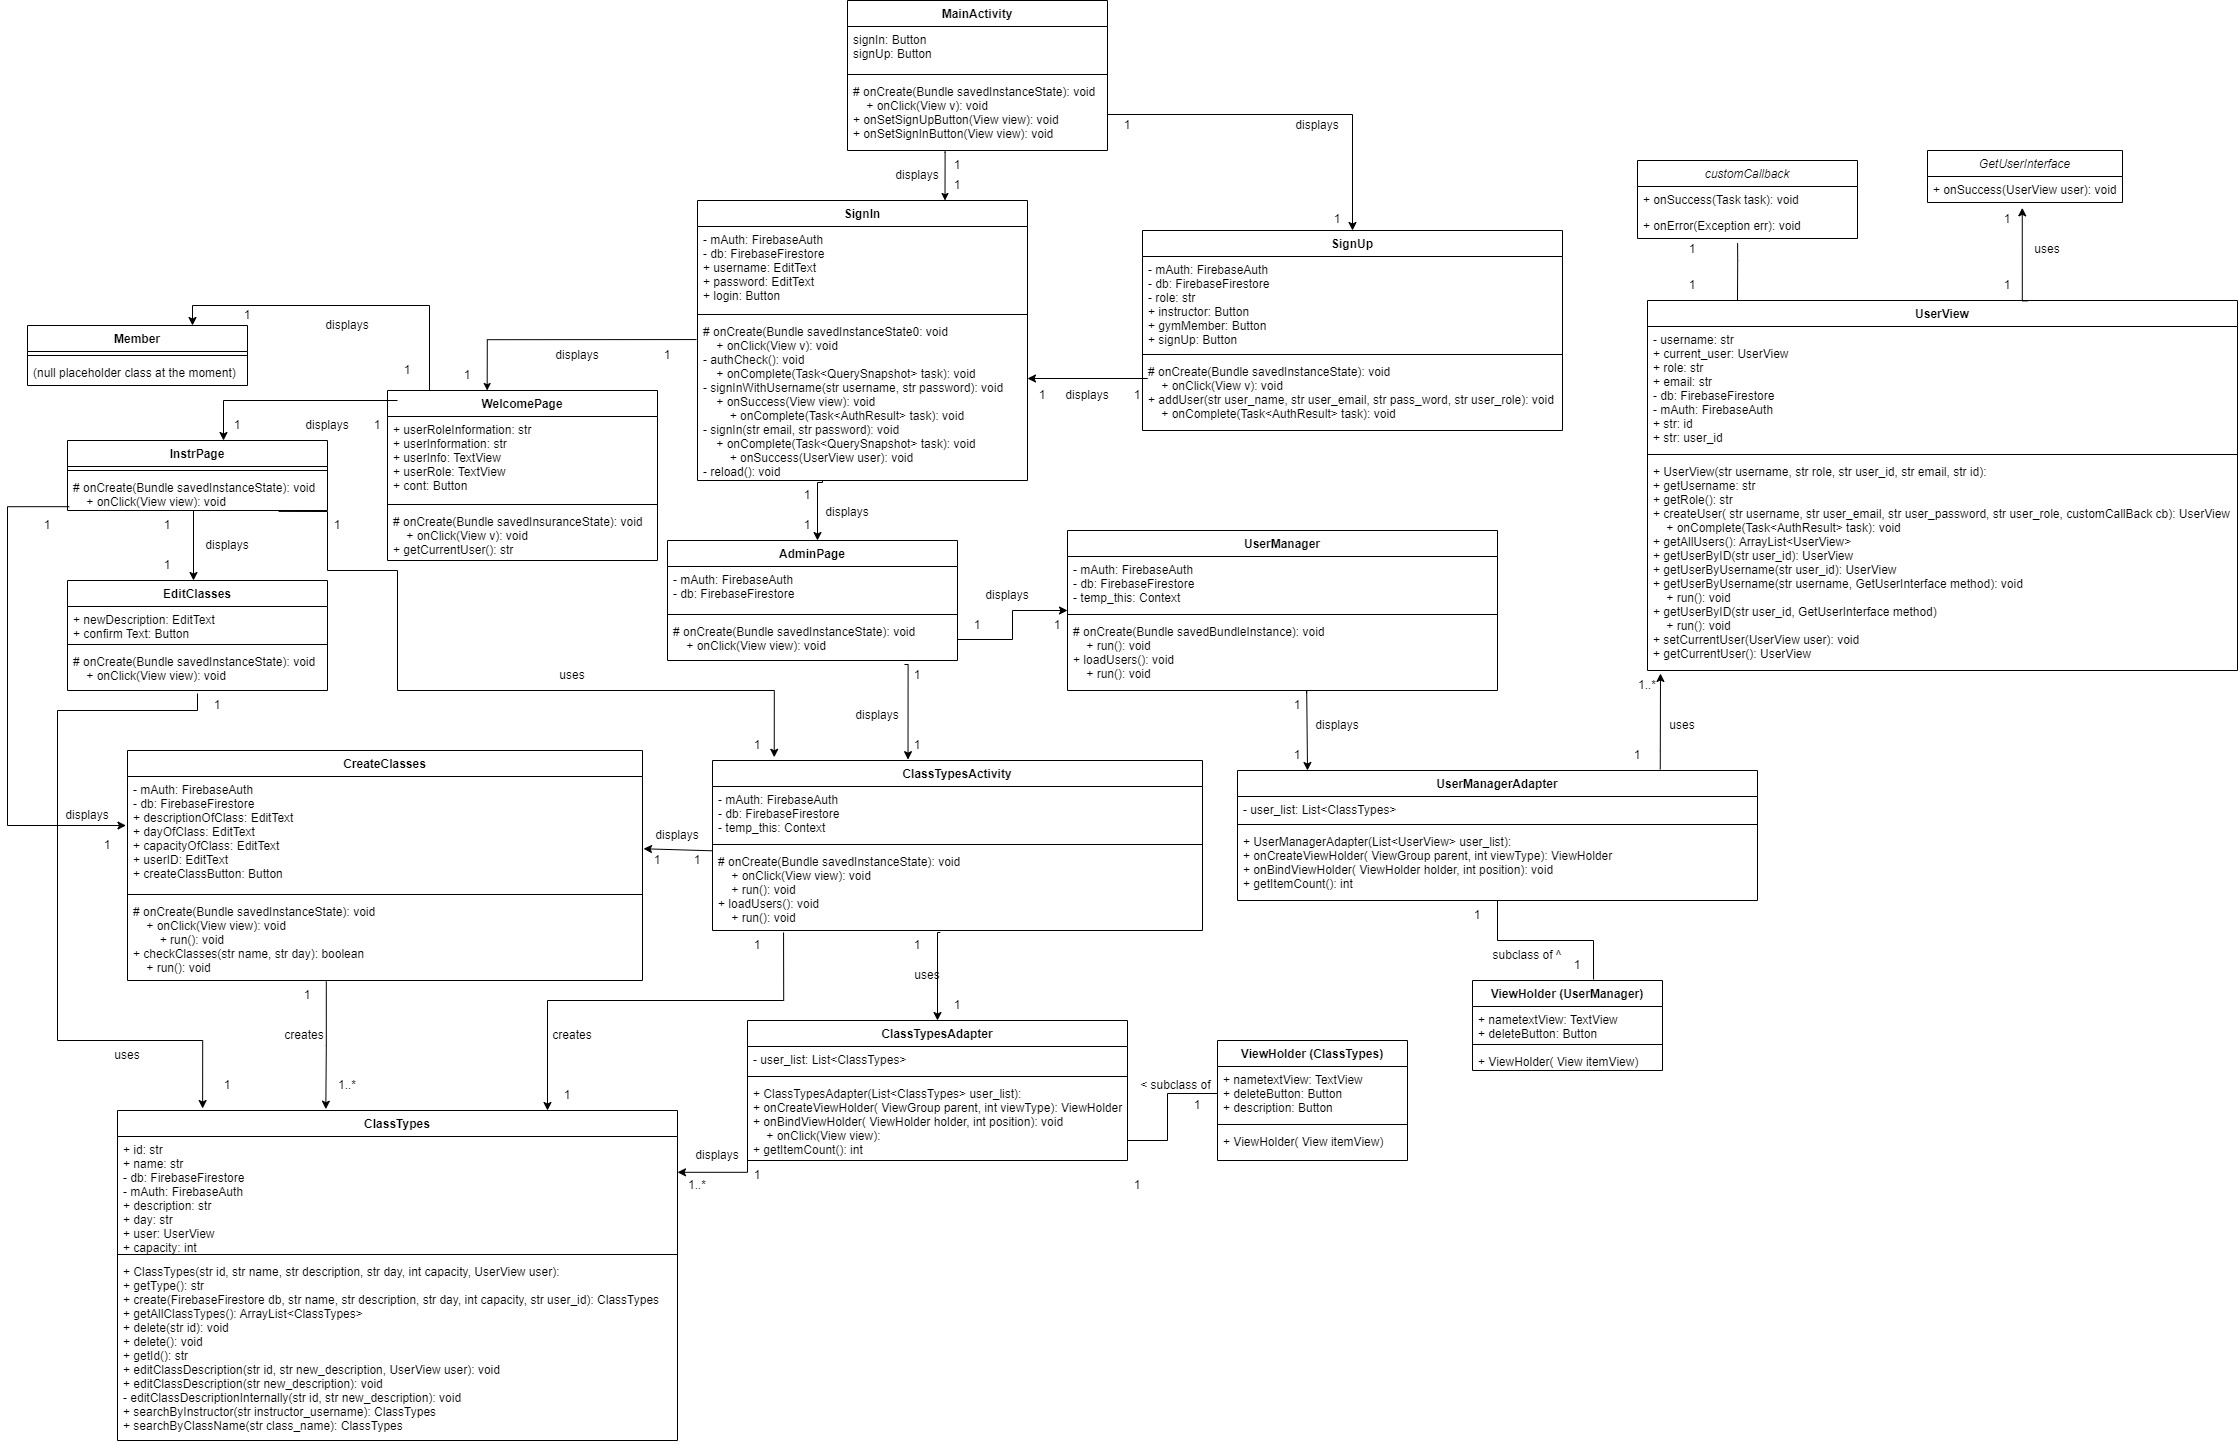 MainActivity
signIn: Button
signUp: Button
# onCreate(Bundle savedInstanceState): void
+ onClick(View v): void
+ onSetSignUpButton(View view): void
+ onSetSignInButton(View view): void
1
displays
1
displays
1
1
1
customCallback
+ onSuccess(Task task): void
+ onError(Exception err): void
GetUserInterface
+ onSuccess(UserView user): void
1
uses
1
1
1
SignIn
- mAuth: FirebaseAuth
- db: FirebaseFirestore
+ username: EditText
+ password: EditText
+ login: Button
# onCreate(Bundle savedInstanceState0: void
+ onClick(View v): void
- authCheck(): void
+ onComplete(Task<QuerySnapshot> task): void
- signInWithUsername(str username, str password): void
+ onSuccess(View view): void
+ onComplete(Task<AuthResult> task): void
- signIn(str email, str password): void
+ onComplete(Task<QuerySnapshot> task): void
+ onSuccess(UserView user): void
- reload(): void
SignUp
- mAuth: FirebaseAuth
- db: FirebaseFirestore
- role: str
+ instructor: Button
+ gymMember: Button
+ signUp: Button
# onCreate(Bundle savedInstanceState): void
+ onClick(View v): void
+ addUser(str user_name, str user_email, str pass_word, str user_role): void
+ onComplete(Task<AuthResult> task): void
1
displays
1
UserView
- username: str
+ current_user: UserView
+ role: str
+ email: str
- db: FirebaseFirestore
- mAuth: FirebaseAuth
+ str: id
+ str: user_id
+ UserView(str username, str role, str user_id, str email, str id):
+ getUsername: str
+ getRole(): str
+ createUser( str username, str user_email, str user_password, str user_role, customCallBack cb): UserView
+ onComplete(Task<AuthResult> task): void
+ getAllUsers(): ArrayList<UserView>
+ getUserByID(str user_id): UserView
+ getUserByUsername(str user_id): UserView
+ getUserByUsername(str username, GetUserInterface method): void
+ run(): void
+ getUserByID(str user_id, GetUserInterface method)
+ run(): void
+ setCurrentUser(UserView user): void
+ getCurrentUser(): UserView
1
displays
Member
(null placeholder class at the moment)
1
displays
1
1
WelcomePage
+ userRoleInformation: str
+ userInformation: str
+ userInfo: TextView
+ userRole: TextView
+ cont: Button
# onCreate(Bundle savedInsuranceState): void
+ onClick(View v): void
+ getCurrentUser(): str
1
displays
1
InstrPage
# onCreate(Bundle savedInstanceState): void
+ onClick(View view): void
1
1
1
displays
1
1
displays
1
AdminPage
- mAuth: FirebaseAuth
- db: FirebaseFirestore
# onCreate(Bundle savedInstanceState): void
+ onClick(View view): void
displays
1
1
UserManager
- mAuth: FirebaseAuth
- db: FirebaseFirestore
- temp_this: Context
# onCreate(Bundle savedBundleInstance): void
+ run(): void
+ loadUsers(): void
+ run(): void
EditClasses
+ newDescription: EditText
+ confirm Text: Button
# onCreate(Bundle savedInstanceState): void
+ onClick(View view): void
1
uses
1
1
displays
1
1
displays
1
1..*
uses
1
CreateClasses
- mAuth: FirebaseAuth
- db: FirebaseFirestore
+ descriptionOfClass: EditText
+ dayOfClass: EditText
+ capacityOfClass: EditText
+ userID: EditText
+ createClassButton: Button
# onCreate(Bundle savedInstanceState): void
+ onClick(View view): void
+ run(): void
+ checkClasses(str name, str day): boolean
+ run(): void
displays
1
displays
1
1
ClassTypesActivity
- mAuth: FirebaseAuth
- db: FirebaseFirestore
- temp_this: Context
# onCreate(Bundle savedInstanceState): void
+ onClick(View view): void
+ run(): void
+ loadUsers(): void
+ run(): void
UserManagerAdapter
- user_list: List<ClassTypes>
+ UserManagerAdapter(List<UserView> user_list):
+ onCreateViewHolder( ViewGroup parent, int viewType): ViewHolder
+ onBindViewHolder( ViewHolder holder, int position): void
+ getItemCount(): int
1
subclass of ^
1
ViewHolder (UserManager)
+ nametextView: TextView
+ deleteButton: Button
+ ViewHolder( View itemView)
1
creates
1..*
1
creates
1
1
uses
1
uses
1
ClassTypesAdapter
- user_list: List<ClassTypes>
+ ClassTypesAdapter(List<ClassTypes> user_list):
+ onCreateViewHolder( ViewGroup parent, int viewType): ViewHolder
+ onBindViewHolder( ViewHolder holder, int position): void
+ onClick(View view):
+ getItemCount(): int
< subclass of
1
1
ViewHolder (ClassTypes)
+ nametextView: TextView
+ deleteButton: Button
+ description: Button
+ ViewHolder( View itemView)
displays
1
1..*
ClassTypes
+ id: str
+ name: str
- db: FirebaseFirestore
- mAuth: FirebaseAuth
+ description: str
+ day: str
+ user: UserView
+ capacity: int
+ ClassTypes(str id, str name, str description, str day, int capacity, UserView user):
+ getType(): str
+ create(FirebaseFirestore db, str name, str description, str day, int capacity, str user_id): ClassTypes
+ getAllClassTypes(): ArrayList<ClassTypes>
+ delete(str id): void
+ delete(): void
+ getId(): str
+ editClassDescription(str id, str new_description, UserView user): void
+ editClassDescription(str new_description): void
- editClassDescriptionInternally(str id, str new_description): void
+ searchByInstructor(str instructor_username): ClassTypes
+ searchByClassName(str class_name): ClassTypes